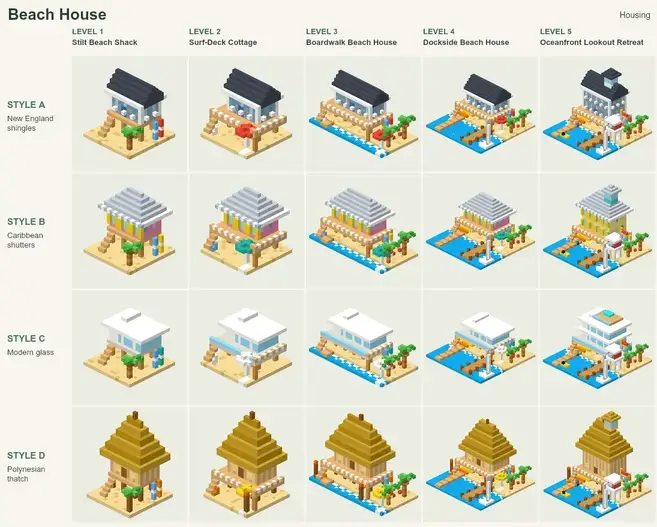 Beach House
Housing
LEVEL 1
Stilt Beach Shack
LEVEL 2
Surf-Deck Cottage
LEVEL 3
Boardwalk Beach House
LEVEL 4
Dockside Beach House
LEVEL 5
Oceanfront Lookout Retreat
STYLE A
New England
shingles
STYLE B
Caribbean
shutters
STYLE C
Modern glass
STYLE D
Polynesian
thatch